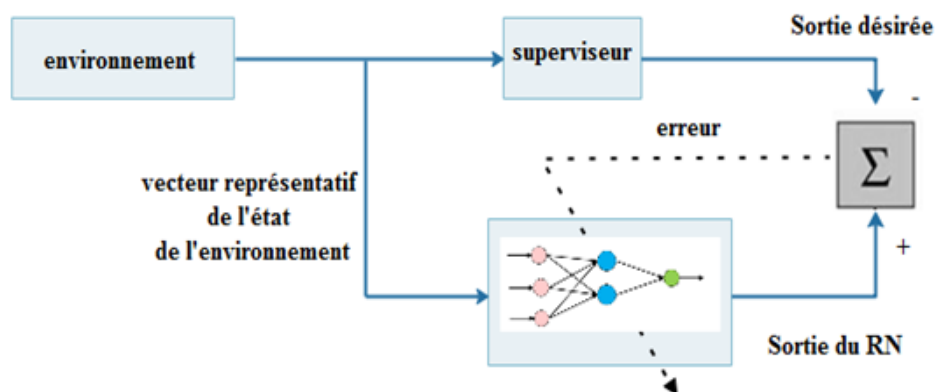 Sortie désirée
environnement
superviseur
-
erreur
Σ
vecteur représentatif
de l'état
de l'environnement
+
Sortie du RN